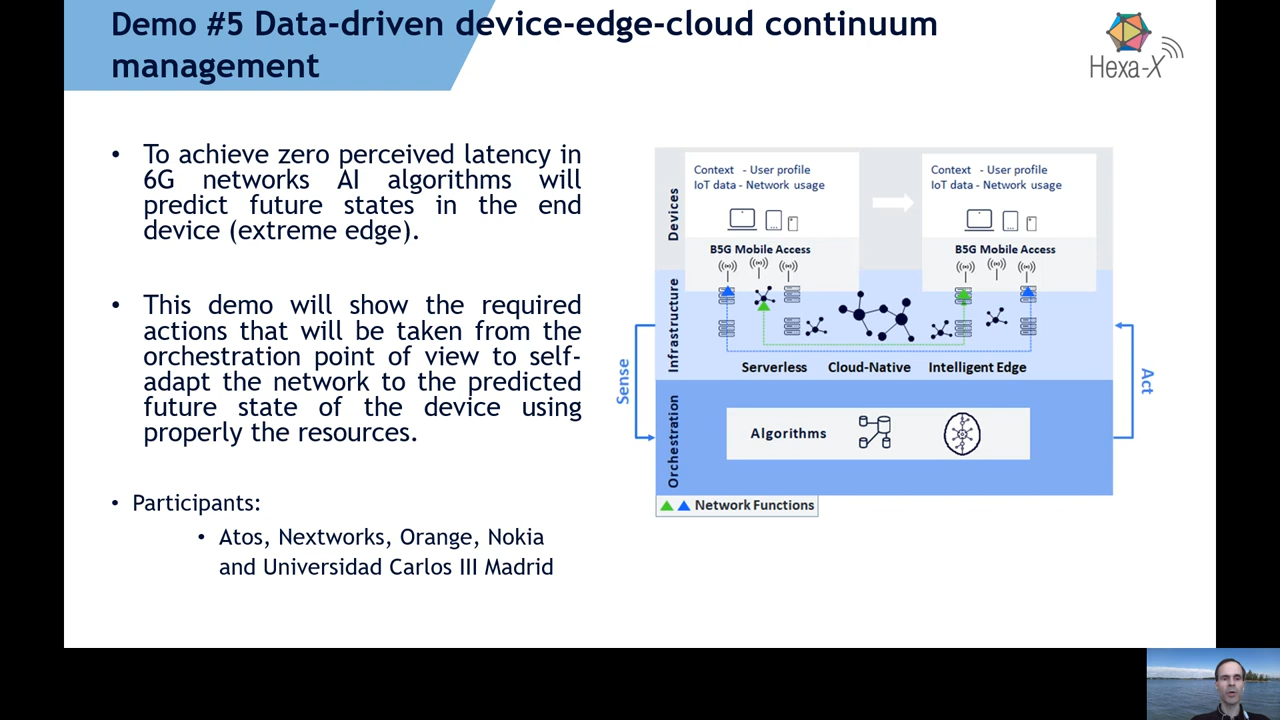 Demo #5 Data-driven device-edge-cloud continuum
management
Hexa-X
• To achieve zero perceived latency in
6G networks AI algorithms will
predict future states in the end
device (extreme edge).
• This demo will show the required
actions that will be taken from the
orchestration point of view to self-
adapt the network to the predicted
future state of the device using
properly the resources.
• Participants:
• Atos, Nextworks, Orange, Nokia
and Universidad Carlos III Madrid
Devices
Context - User profile
IoT data - Network usage
B5G Mobile Access
Context - User profile
IoT data - Network usage
B5G Mobile Access
Infrastructure
Serverless Cloud-Native Intelligent Edge
Sense
Act
Orchestration
Algorithms
Network Functions